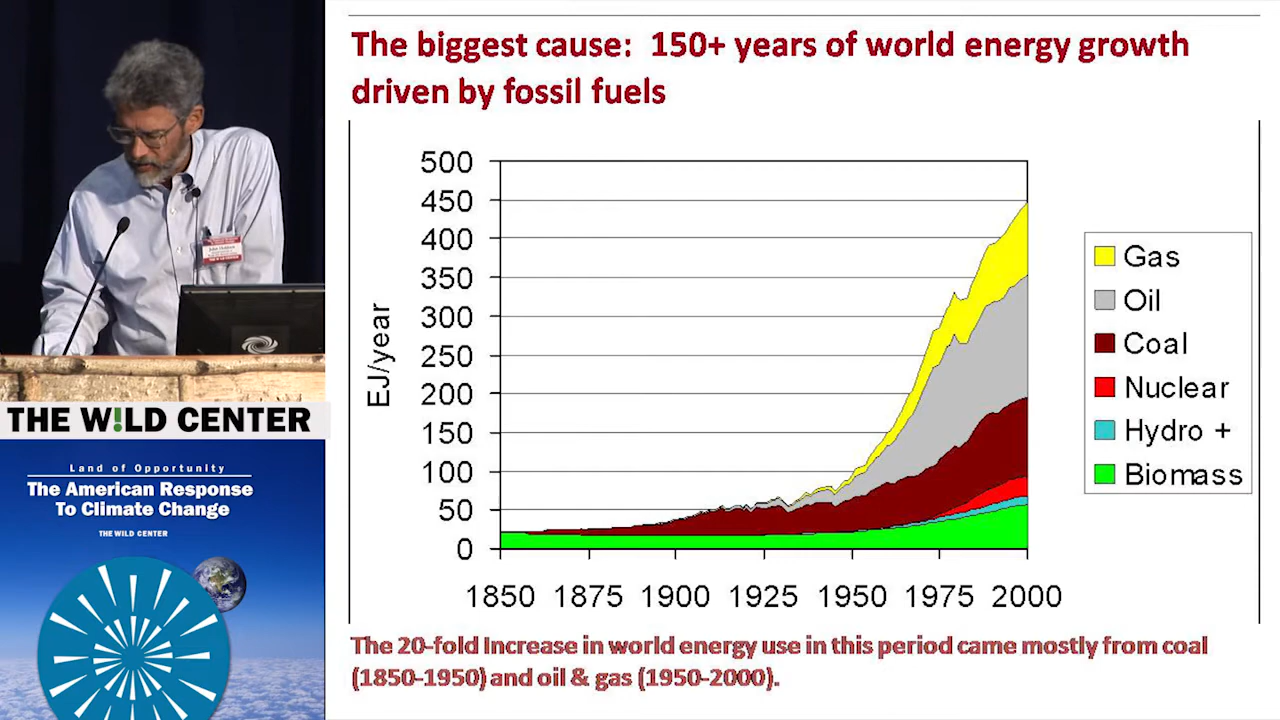 The biggest cause: 150+ years of world energy growth
driven by fossil fuels
500
450
400
350
300
250
200
150
100
50
0
EJ/year
1850 1875 1900 1925 1950 1975 2000
Gas
Oil
Coal
Nuclear
Hydro +
Biomass
The 20-fold Increase in world energy use in this period came mostly from coal
(1850-1950) and oil & gas (1950-2000).
THE W!LD CENTER
Land of Opportunity
The American Response
To Climate Change
THE WILD CENTER